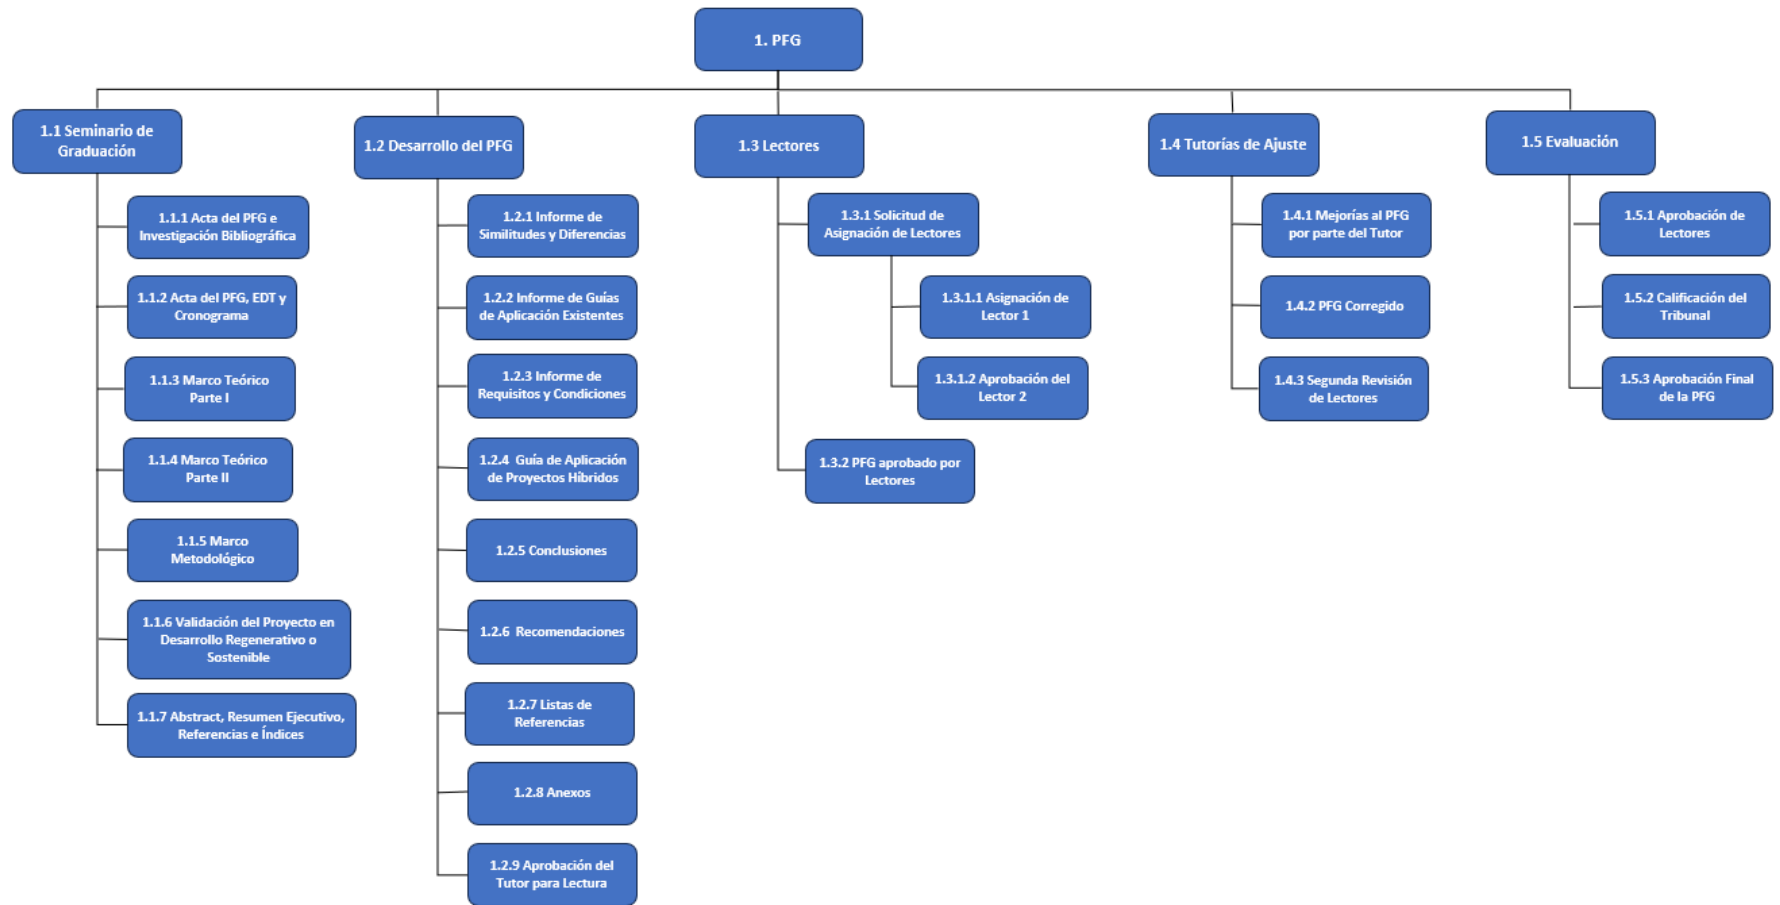 1. PFG
1.1 Seminario de
Graduación
1.1.1 Acta del PFG e
Investigación Bibliográfica
1.1.2 Acta del PFG, EDT y
Cronograma
1.1.3 Marco Teórico
Parte I
1.1.4 Marco Teórico
Parte II
1.1.5 Marco
Metodológico
1.1.6 Validación del Proyecto en
Desarrollo Regenerativo o
Sostenible
1.1.7 Abstract, Resumen Ejecutivo,
Referencias e Índices
1.2 Desarrollo del PFG
1.2.1 Informe de
Similitudes y Diferencias
1.2.2 Informe de Guías
de Aplicación Existentes
1.2.3 Informe de
Requisitos y Condiciones
1.2.4 Guía de Aplicación
de Proyectos Híbridos
1.2.5 Conclusiones
1.2.6 Recomendaciones
1.2.7 Listas de
Referencias
1.2.8 Anexos
1.2.9 Aprobación del
Tutor para Lectura
1.3 Lectores
1.3.1 Solicitud de
Asignación de Lectores
1.3.1.1 Asignación de
Lector 1
1.3.1.2 Aprobación del
Lector 2
1.3.2 PFG aprobado por
Lectores
1.4 Tutorías de Ajuste
1.4.1 Mejorías al PFG
por parte del Tutor
1.4.2 PFG Corregido
1.4.3 Segunda Revisión
de Lectores
1.5 Evaluación
1.5.1 Aprobación de
Lectores
1.5.2 Calificación del
Tribunal
1.5.3 Aprobación Final
de la PFG